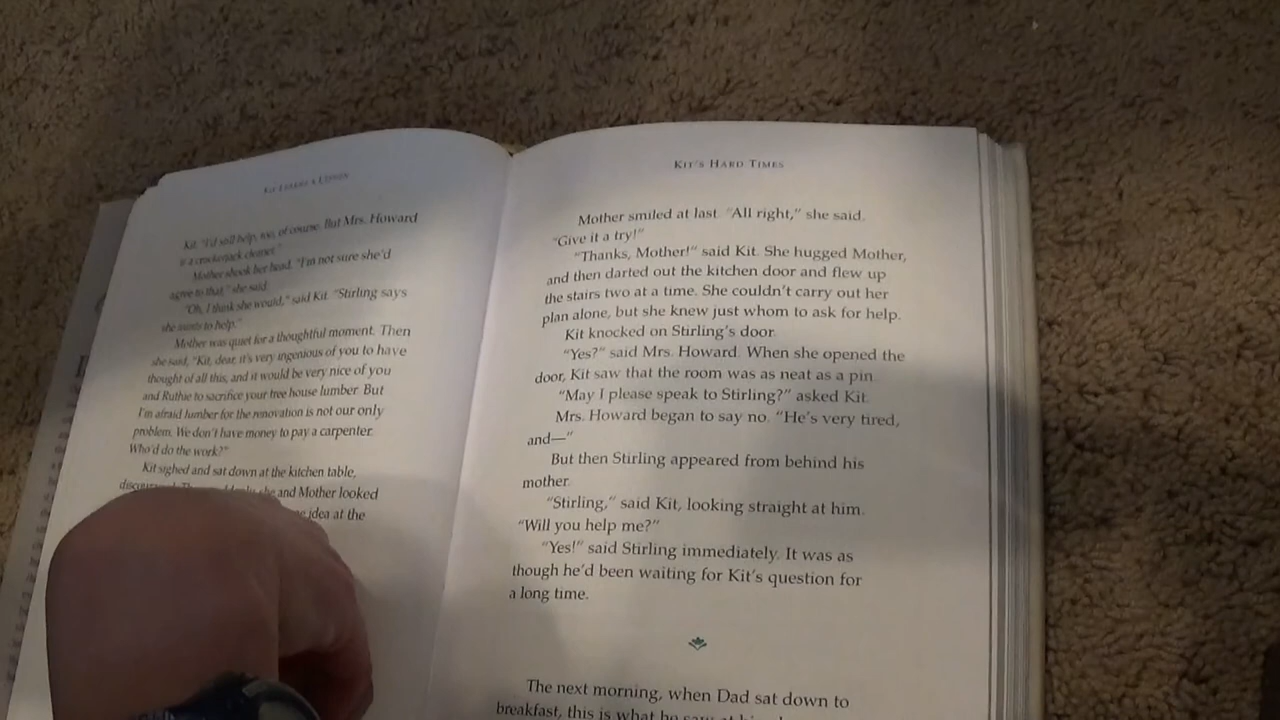 KIT LEARNS A LESSON
Kit. "I'd still help, too, of course. But Mrs. Howard
is a crackerjack cleaner."
Mother shook her head. "I'm not sure she'd
agree to that," she said.
"Oh, I think she would," said Kit. "Stirling says
she wants to help."
Mother was quiet for a thoughtful moment. Then
she said, "Kit, dear, it's very ingenious of you to have
thought of all this, and it would be very nice of you
and Ruthie to sacrifice your tree house lumber. But
I'm afraid lumber for the renovation is not our only
problem. We don't have money to pay a carpenter.
Who'd do the work?"
Kit sighed and sat down at the kitchen table,
she and Mother looked
idea at the
KIT'S HARD TIMES
Mother smiled at last. "All right," she said.
"Give it a try!"
"Thanks, Mother!" said Kit. She hugged Mother,
and then darted out the kitchen door and flew up
the stairs two at a time. She couldn't carry out her
plan alone, but she knew just whom to ask for help.
Kit knocked on Stirling's door.
"Yes?" said Mrs. Howard. When she opened the
door, Kit saw that the room was as neat as a pin.
"May I please speak to Stirling?" asked Kit.
Mrs. Howard began to say no. "He's very tired,
and—"
But then Stirling appeared from behind his
mother.
"Stirling," said Kit, looking straight at him.
"Will you help me?"
"Yes!" said Stirling immediately. It was as
though he'd been waiting for Kit's question for
a long time.
The next morning, when Dad sat down to
breakfast, this is what he saw